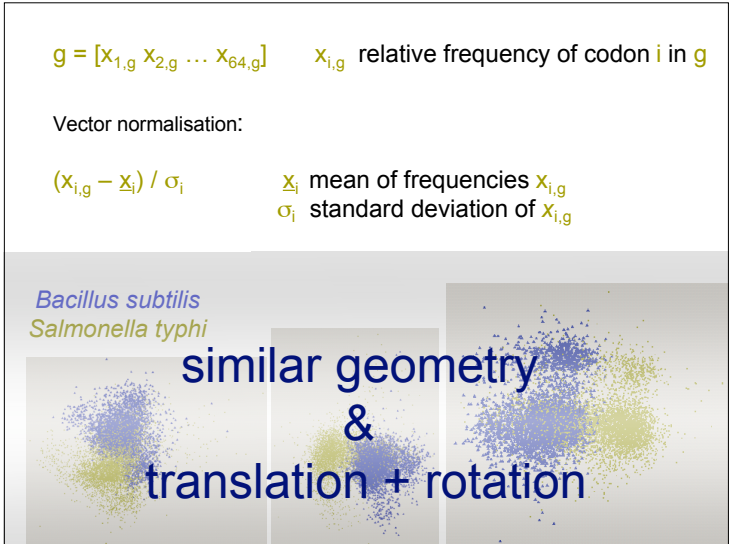 g = [x1,g x2,g … x64,g] xi,g relative frequency of codon i in g
Vector normalisation:
(xi,g – xi) / σi xi mean of frequencies xi,g
σi standard deviation of xi,g
Bacillus subtilis
Salmonella typhi
similar geometry
&
translation + rotation